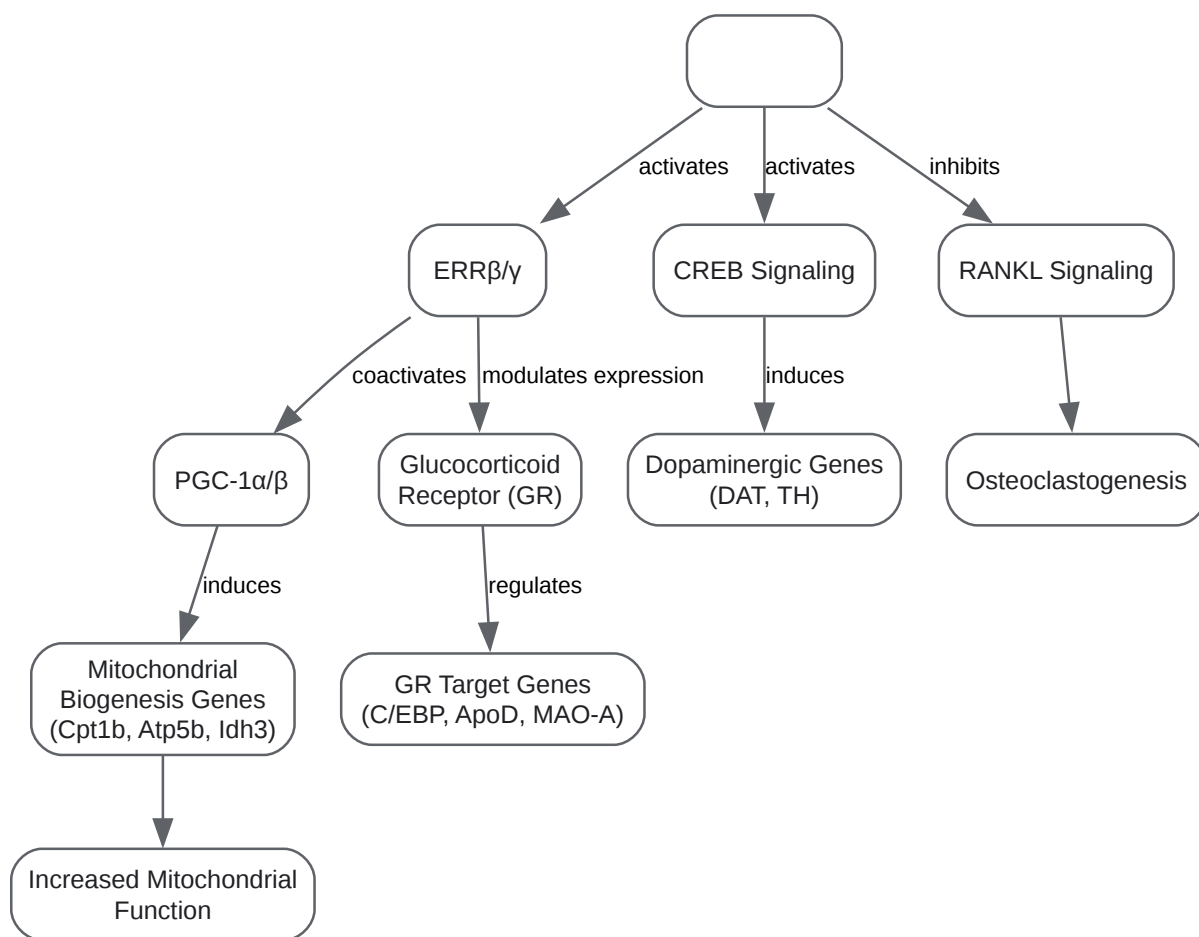 activates
activates
inhibits
ERRβ/γ
CREB Signaling
RANKL Signaling
coactivates
modulates expression
induces
PGC-1α/β
Glucocorticoid
Receptor (GR)
Dopaminergic Genes
(DAT, TH)
Osteoclastogenesis
induces
regulates
Mitochondrial
Biogenesis Genes
(Cpt1b, Atp5b, Idh3)
GR Target Genes
(C/EBP, ApoD, MAO-A)
Increased Mitochondrial
Function